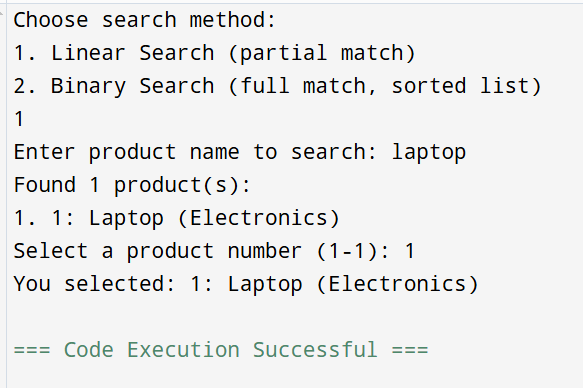 Choose search method:
1. Linear Search (partial match)
2. Binary Search (full match, sorted list)
1
Enter product name to search: laptop
Found 1 product(s):
1. 1: Laptop (Electronics)
Select a product number (1-1): 1
You selected: 1: Laptop (Electronics)
=== Code Execution Successful ===